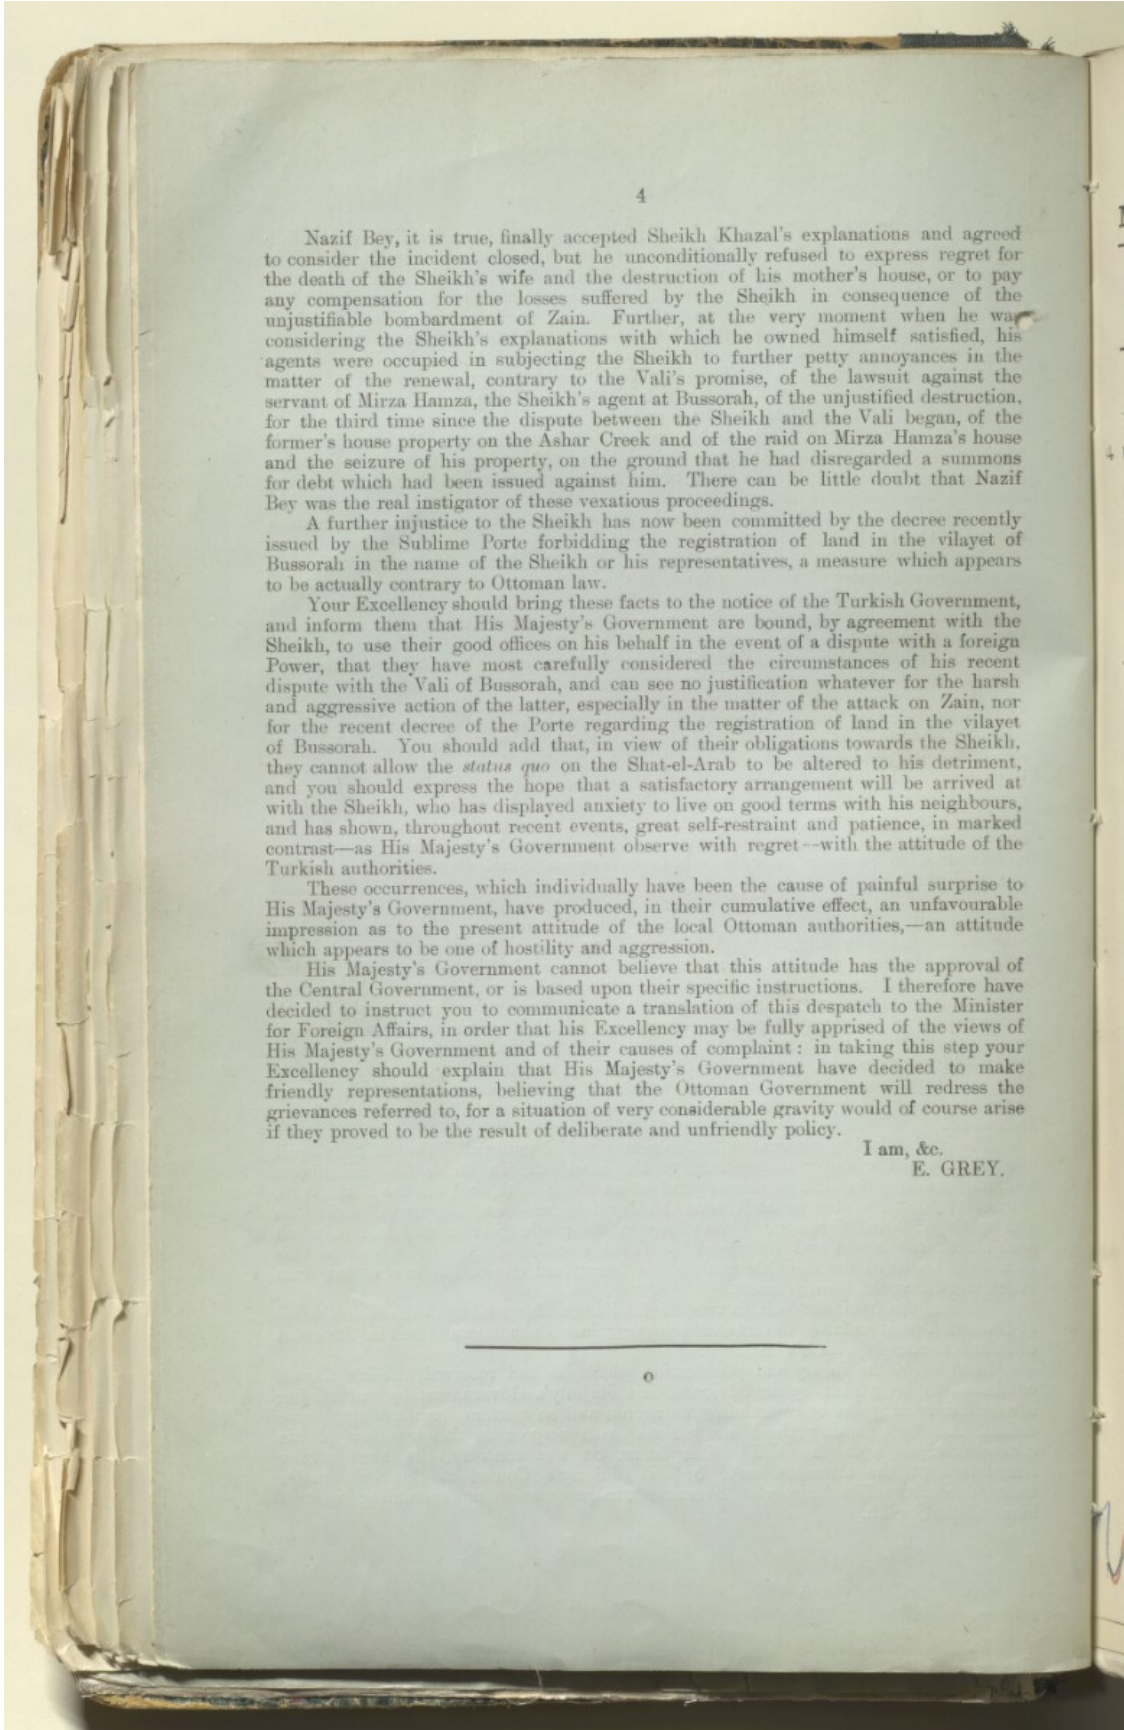 4
Nazif Bey, it is true, finally accepted Sheikh Khazal's explanations and agreed
to consider the incident closed, but he unconditionally refused to express regret for
the death of the Sheikh's wife and the destruction of his mother's house, or to pay
any compensation for the losses suffered by the Sheikh in consequence of the
unjustifiable bombardment of Zain. Further, at the very moment when he was
considering the Sheikh's explanations with which he owned himself satisfied, his
agents were occupied in subjecting the Sheikh to further petty annoyances in the
matter of the renewal, contrary to the Vali's promise, of the lawsuit against the
servant of Mirza Hamza, the Sheikh's agent at Bussorah, of the unjustified destruction,
for the third time since the dispute between the Sheikh and the Vali began, of the
former's house property on the Ashar Creek and of the raid on Mirza Hamza's house
and the seizure of his property, on the ground that he had disregarded a summons
for debt which had been issued against him. There can be little doubt that Nazif
Bey was the real instigator of these vexatious proceedings.
A further injustice to the Sheikh has now been committed by the decree recently
issued by the Sublime Porte forbidding the registration of land in the vilayet of
Bussorah in the name of the Sheikh or his representatives, a measure which appears
to be actually contrary to Ottoman law.
Your Excellency should bring these facts to the notice of the Turkish Government,
and inform them that His Majesty's Government are bound, by agreement with the
Sheikh, to use their good offices on his behalf in the event of a dispute with a foreign
Power, that they have most carefully considered the circumstances of his recent
dispute with the Vali of Bussorah, and can see no justification whatever for the harsh
and aggressive action of the latter, especially in the matter of the attack on Zain, nor
for the recent decree of the Porte regarding the registration of land in the vilayet
of Bussorah. You should add that, in view of their obligations towards the Sheikh,
they cannot allow the status quo on the Shat-el-Arab to be altered to his detriment,
and you should express the hope that a satisfactory arrangement will be arrived at
with the Sheikh, who has displayed anxiety to live on good terms with his neighbours,
and has shown, throughout recent events, great self-restraint and patience, in marked
contrast—as His Majesty's Government observe with regret—with the attitude of the
Turkish authorities.
These occurrences, which individually have been the cause of painful surprise to
His Majesty's Government, have produced, in their cumulative effect, an unfavourable
impression as to the present attitude of the local Ottoman authorities,—an attitude
which appears to be one of hostility and aggression.
His Majesty's Government cannot believe that this attitude has the approval of
the Central Government, or is based upon their specific instructions. I therefore have
decided to instruct you to communicate a translation of this despatch to the Minister
for Foreign Affairs, in order that his Excellency may be fully apprised of the views of
His Majesty's Government and of their causes of complaint: in taking this step your
Excellency should explain that His Majesty's Government have decided to make
friendly representations, believing that the Ottoman Government will redress the
grievances referred to, for a situation of very considerable gravity would of course arise
if they proved to be the result of deliberate and unfriendly policy.
I am, &c.
E. GREY.
o